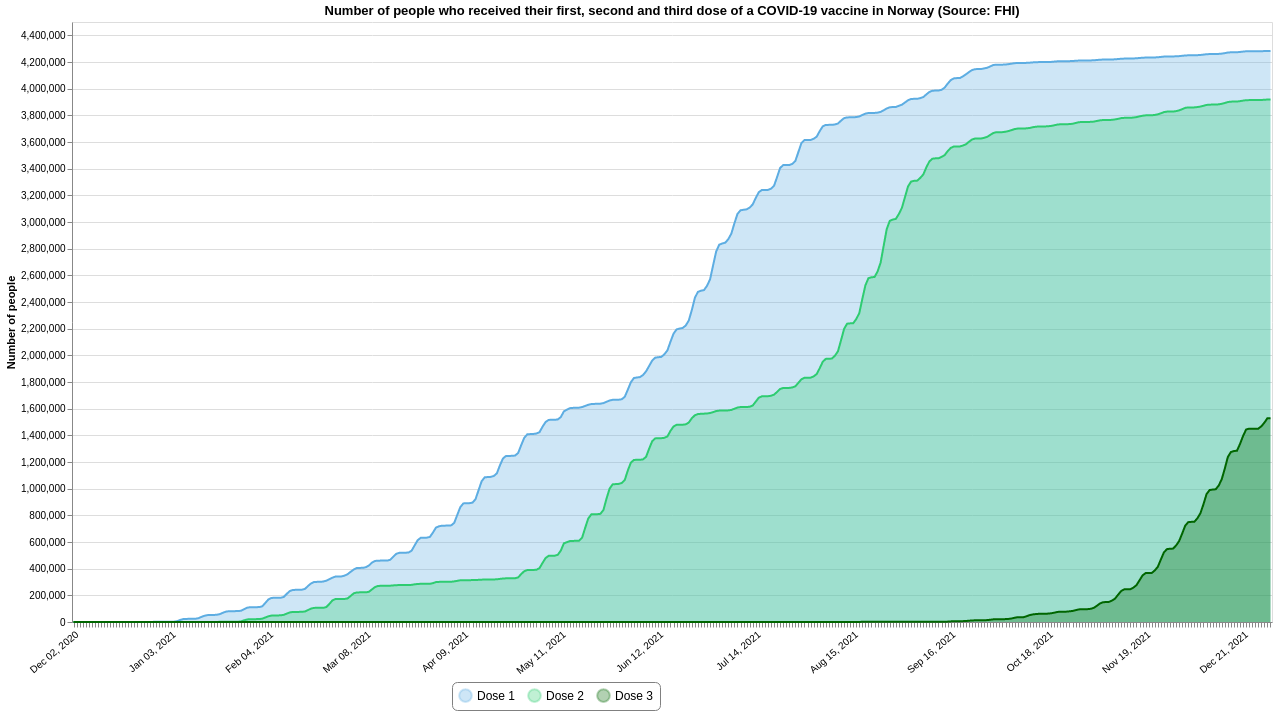 Number of people who received their first, second and third dose of a COVID-19 vaccine in Norway (Source: FHI)
Number of people
4,400,000
4,200,000
4,000,000
3,800,000
3,600,000
3,400,000
3,200,000
3,000,000
2,800,000
2,600,000
2,400,000
2,200,000
2,000,000
1,800,000
1,600,000
1,400,000
1,200,000
1,000,000
800,000
600,000
400,000
200,000
0
Dec 02, 2020
Jan 03, 2021
Feb 04, 2021
Mar 08, 2021
Apr 09, 2021
May 11, 2021
Jun 12, 2021
Jul 14, 2021
Aug 15, 2021
Sep 16, 2021
Oct 18, 2021
Nov 19, 2021
Dec 21, 2021
Dose 1
Dose 2
Dose 3